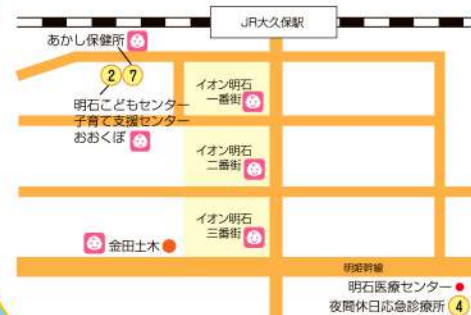 JR大久保駅
あかし保健所
2 7
明石こどもセンター
子育て支援センター
おおくぼ
イオン明石
一番街
イオン明石
二番街
イオン明石
三番街
金田土木
明姫幹線
明石医療センター
夜間休日応急診療所 4